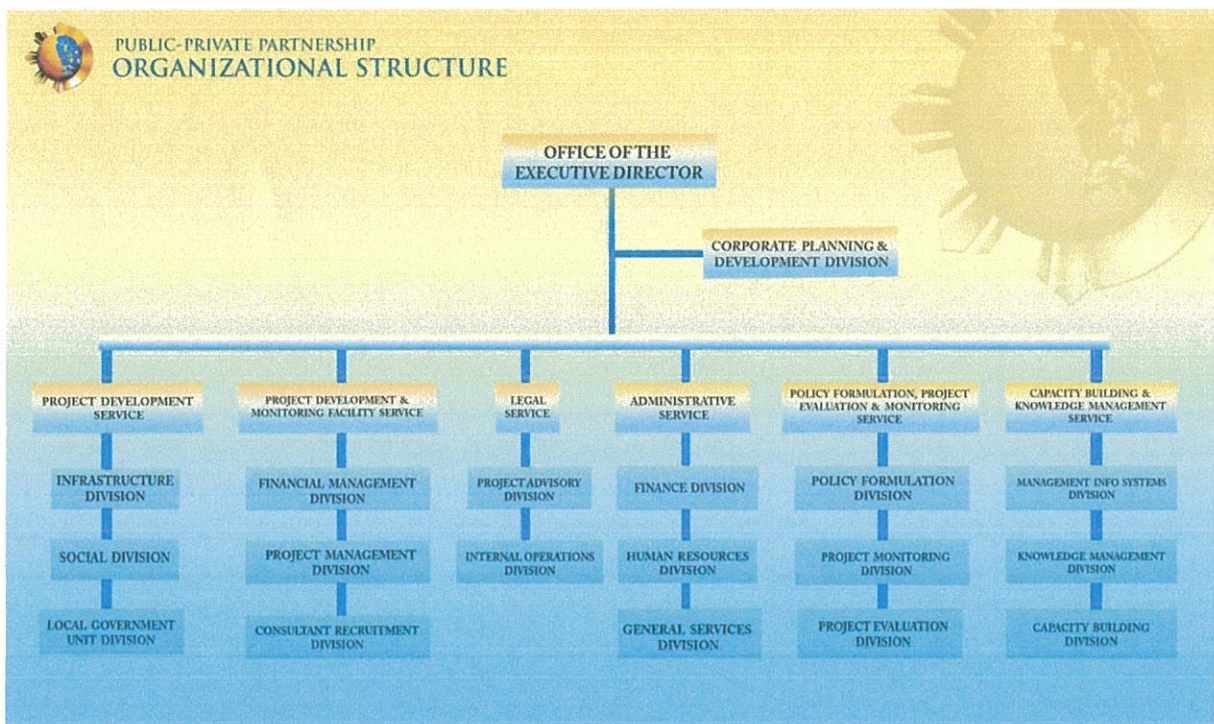 PUBLIC-PRIVATE PARTNERSHIP
ORGANIZATIONAL STRUCTURE
OFFICE OF THE
EXECUTIVE DIRECTOR
CORPORATE PLANNING &
DEVELOPMENT DIVISION
PROJECT DEVELOPMENT
SERVICE
INFRASTRUCTURE
DIVISION
SOCIAL DIVISION
LOCAL GOVERNMENT
UNIT DIVISION
PROJECT DEVELOPMENT &
MONITORING FACILITY SERVICE
FINANCIAL MANAGEMENT
DIVISION
PROJECT MANAGEMENT
DIVISION
CONSULTANT RECRUITMENT
DIVISION
LEGAL
SERVICE
PROJECT ADVISORY
DIVISION
INTERNAL OPERATIONS
DIVISION
ADMINISTRATIVE
SERVICE
FINANCE DIVISION
HUMAN RESOURCES
DIVISION
GENERAL SERVICES
DIVISION
POLICY FORMULATION, PROJECT
EVALUATION & MONITORING
SERVICE
POLICY FORMULATION
DIVISION
PROJECT MONITORING
DIVISION
PROJECT EVALUATION
DIVISION
CAPACITY BUILDING &
KNOWLEDGE MANAGEMENT
SERVICE
MANAGEMENT INFO SYSTEMS
DIVISION
KNOWLEDGE MANAGEMENT
DIVISION
CAPACITY BUILDING
DIVISION